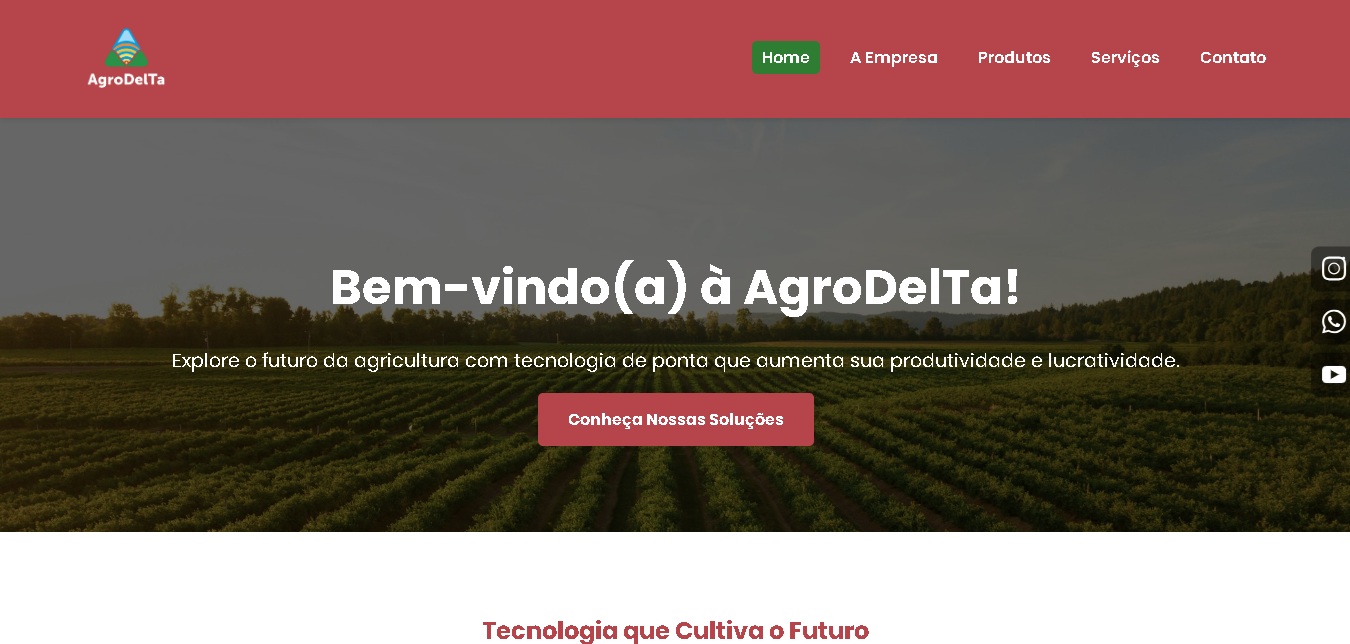 AgroDelTa
Home
A Empresa
Produtos
Serviços
Contato
Bem-vindo(a) à AgroDelTa!
Explore o futuro da agricultura com tecnologia de ponta que aumenta sua produtividade e lucratividade.
Conheça Nossas Soluções
Tecnologia que Cultiva o Futuro